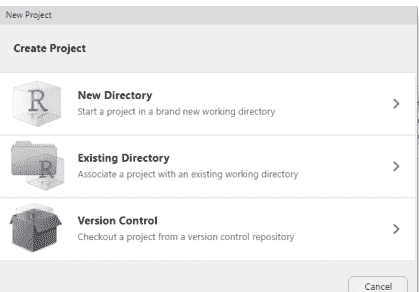 New Project
Create Project
New Directory
Start a project in a brand new working directory
Existing Directory
Associate a project with an existing working directory
Version Control
Checkout a project from a version control repository
Cancel